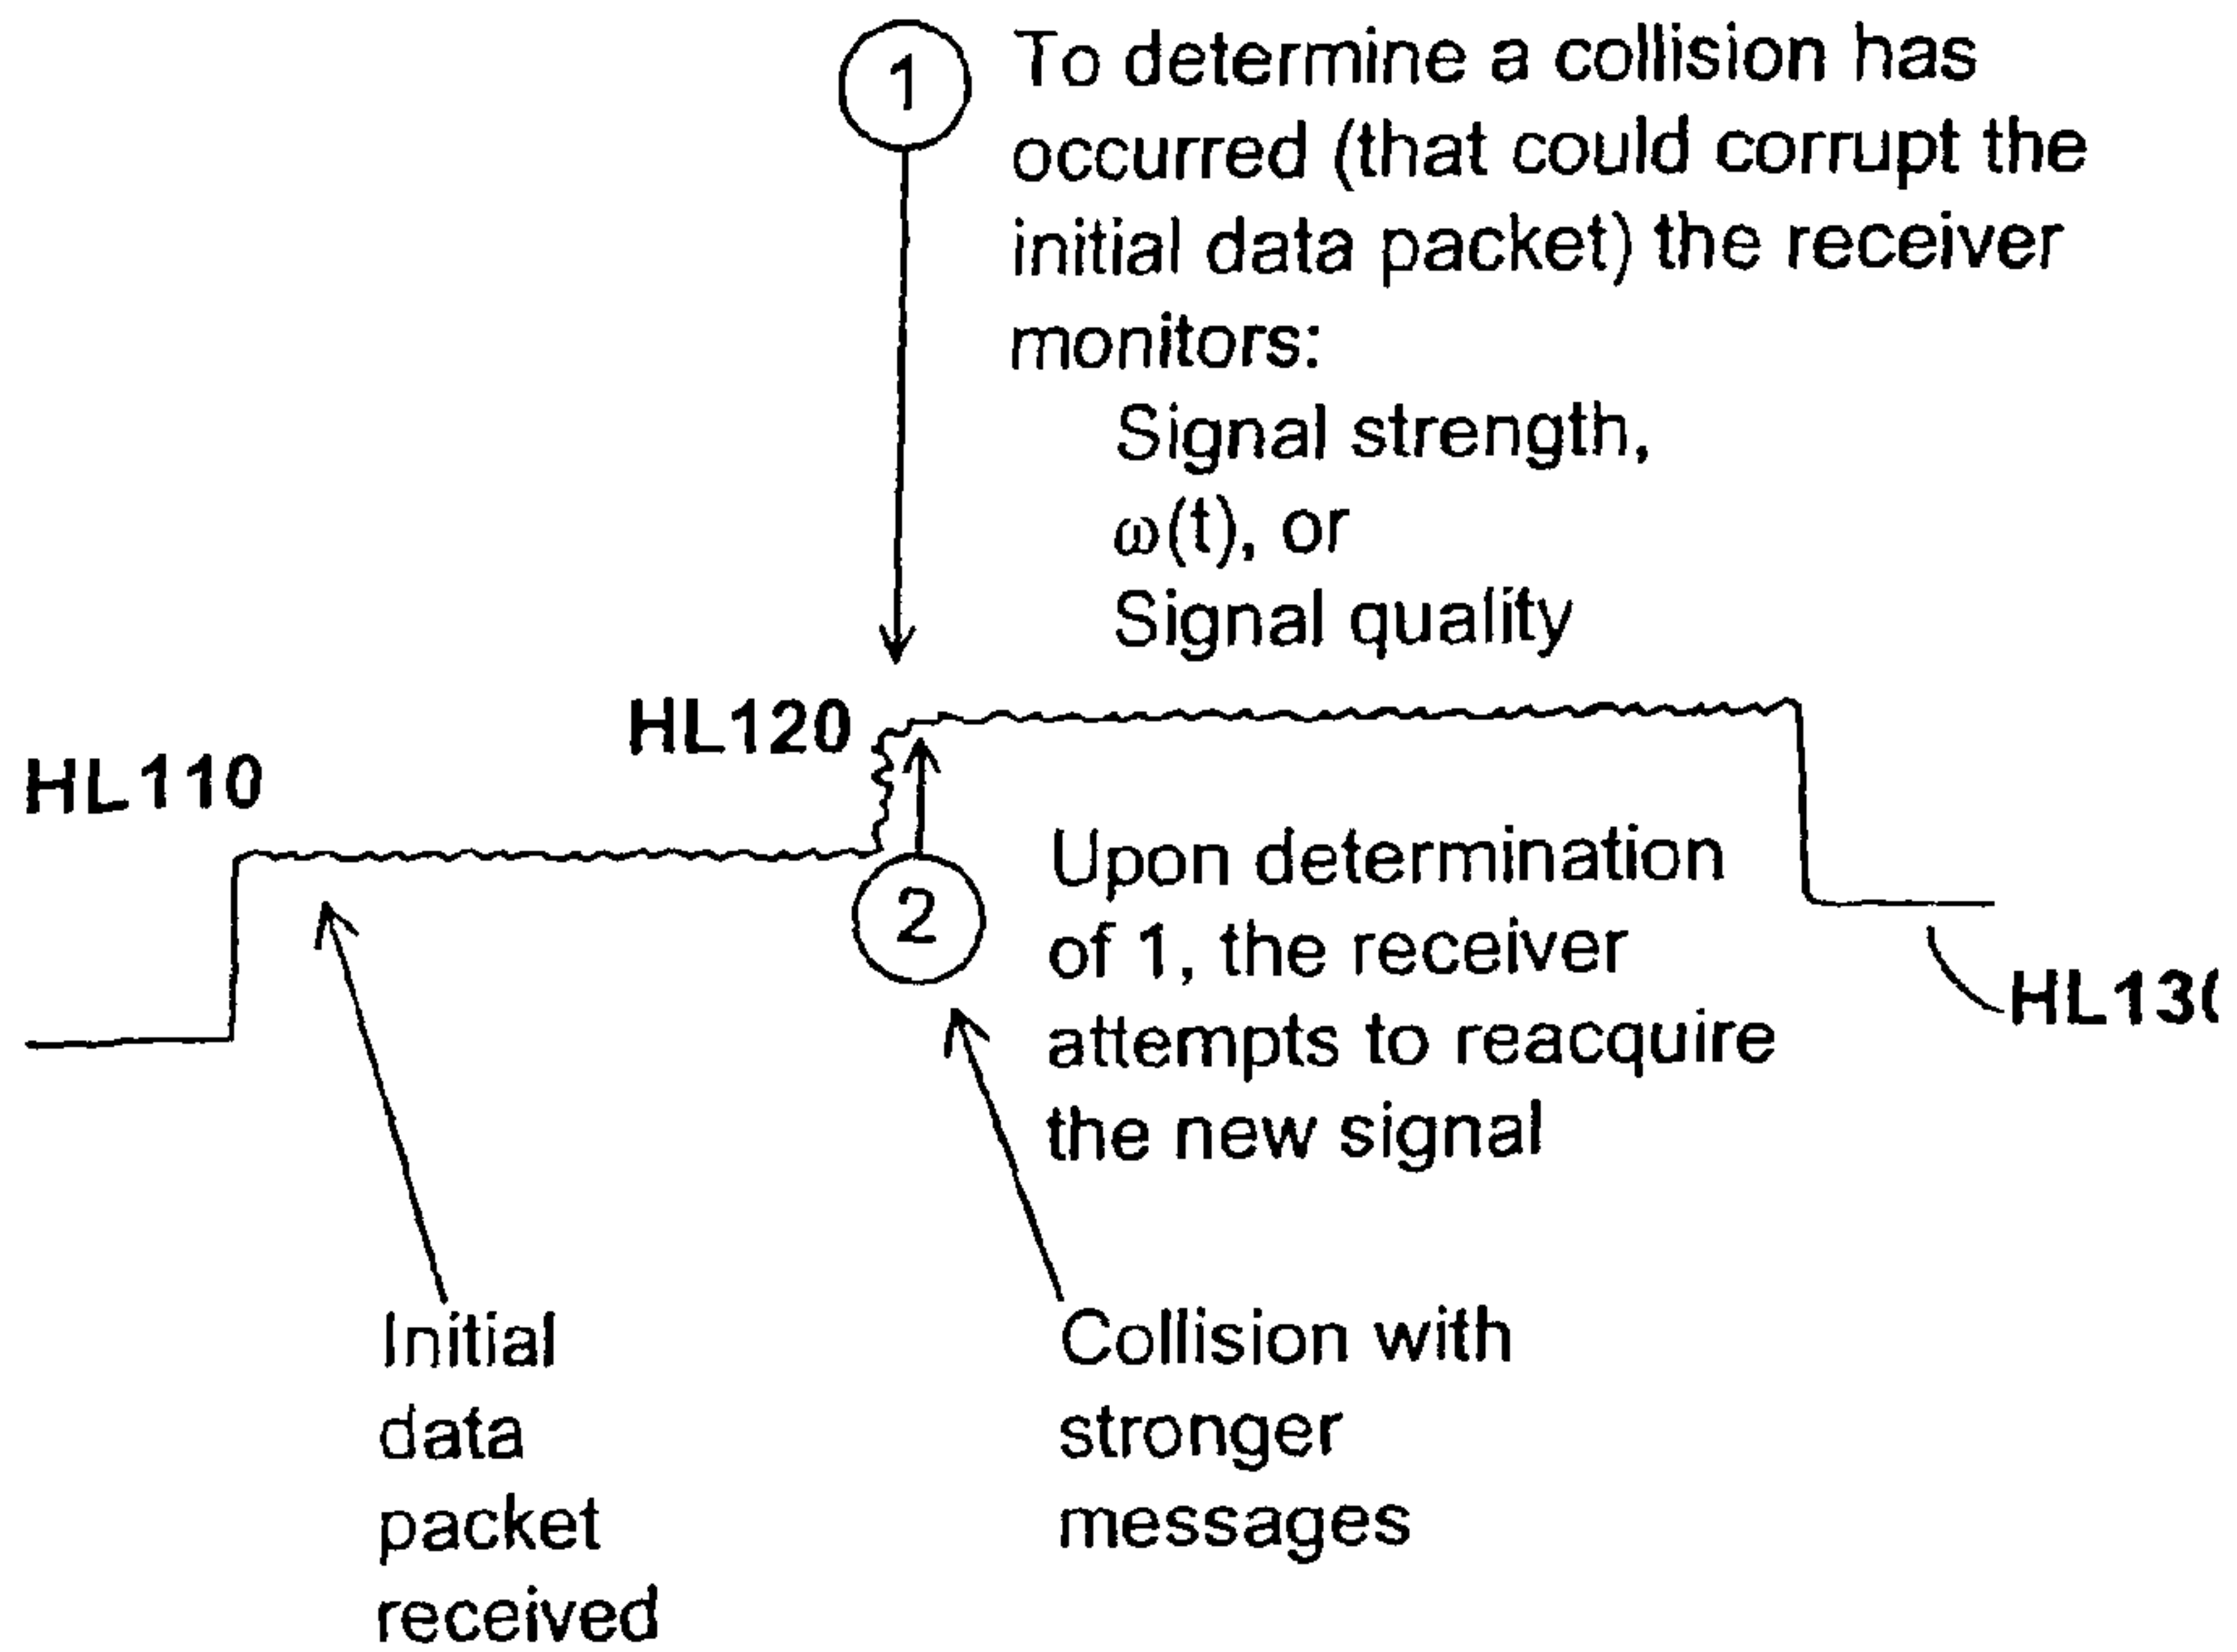 1
To determine a collision has
occurred (that could corrupt the
initial data packet) the receiver
monitors:
Signal strength,
ω(t), or
Signal quality
HL120
HL110
2
Upon determination
of 1, the receiver
attempts to reacquire
the new signal
Initial
data
packet
received
Collision with
stronger
messages